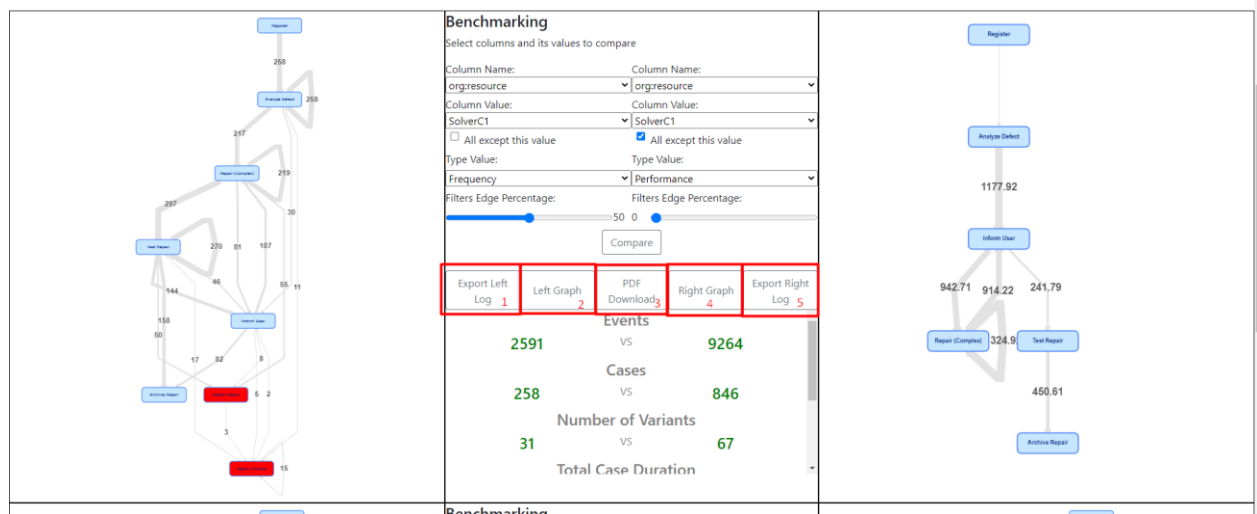 Register
258
Analyze Defect
258
217
Repair (Complex)
219
297
30
Test Repair
270 81 107
46
144
55 11
158
Inform User
50
17 82 8
Archive Repair
5 2
3
15
Benchmarking
Select columns and its values to compare
Column Name: Column Name:
org:resource org:resource
Column Value: Column Value:
SolverC1 SolverC1
All except this value All except this value
Type Value: Type Value:
Frequency Performance
Filters Edge Percentage: Filters Edge Percentage:
50 0
Compare
Export Left Log 1
Left Graph 2
PDF Download 3
Right Graph 4
Export Right Log 5
Events
2591 VS 9264
Cases
258 VS 846
Number of Variants
31 VS 67
Total Case Duration
Register
Analyze Defect
1177.92
Inform User
942.71 914.22 241.79
Repair (Complex) 324.9 Test Repair
450.61
Archive Repair
Benchmarking